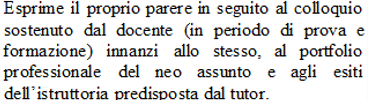 Esprime il proprio parere in seguito al colloquio
sostenuto dal docente (in periodo di prova e
formazione) innanzi allo stesso, al portfolio
professionale del neo assunto e agli esiti
dell'istruttoria predisposta dal tutor.